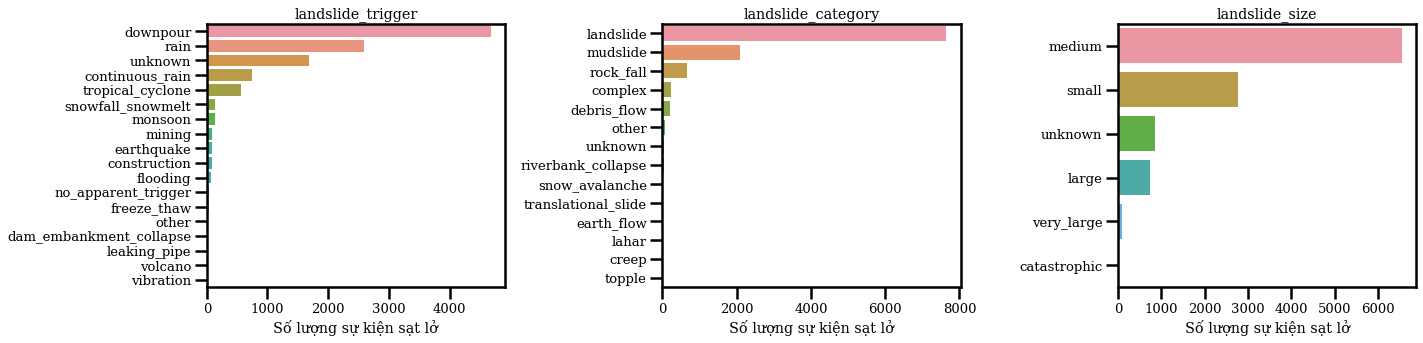 landslide_trigger
downpour
rain
unknown
continuous_rain
tropical_cyclone
snowfall_snowmelt
monsoon
mining
earthquake
construction
flooding
no_apparent_trigger
freeze_thaw
other
dam_embankment_collapse
leaking_pipe
volcano
vibration
0 1000 2000 3000 4000
Số lượng sự kiện sạt lở
landslide_category
landslide
mudslide
rock_fall
complex
debris_flow
other
unknown
riverbank_collapse
snow_avalanche
translational_slide
earth_flow
lahar
creep
topple
0 2000 4000 6000 8000
Số lượng sự kiện sạt lở
landslide_size
medium
small
unknown
large
very_large
catastrophic
0 1000 2000 3000 4000 5000 6000
Số lượng sự kiện sạt lở